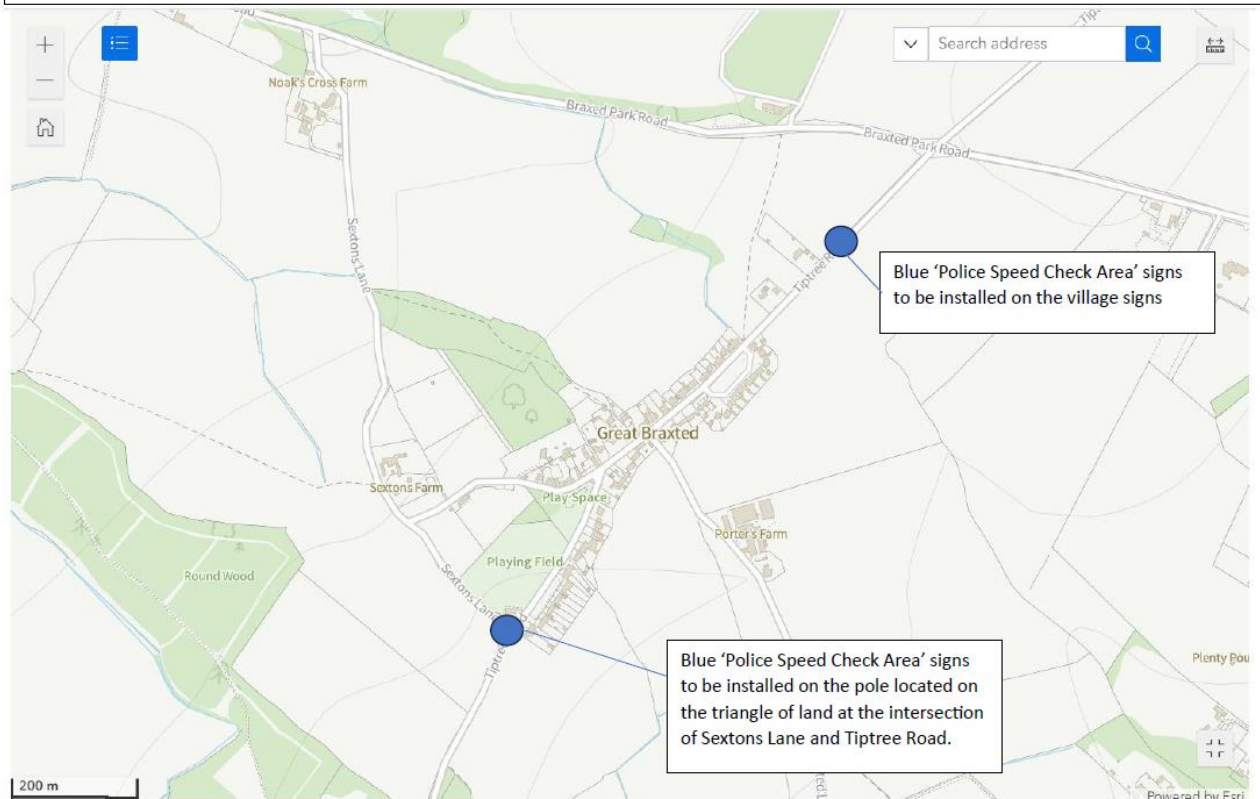 Search address
Noak's Cross Farm
Braxted Park Road
Braxted Park Road
Sextons Lane
Tiptree
Blue 'Police Speed Check Area' signs
to be installed on the village signs
Great Braxted
Sextons Farm
Play Space
Porter's Farm
Playing Field
Round Wood
Sextons Lane
Blue 'Police Speed Check Area' signs
to be installed on the pole located on
the triangle of land at the intersection
of Sextons Lane and Tiptree Road.
Plenty Pou
200 m
Powered by Esri